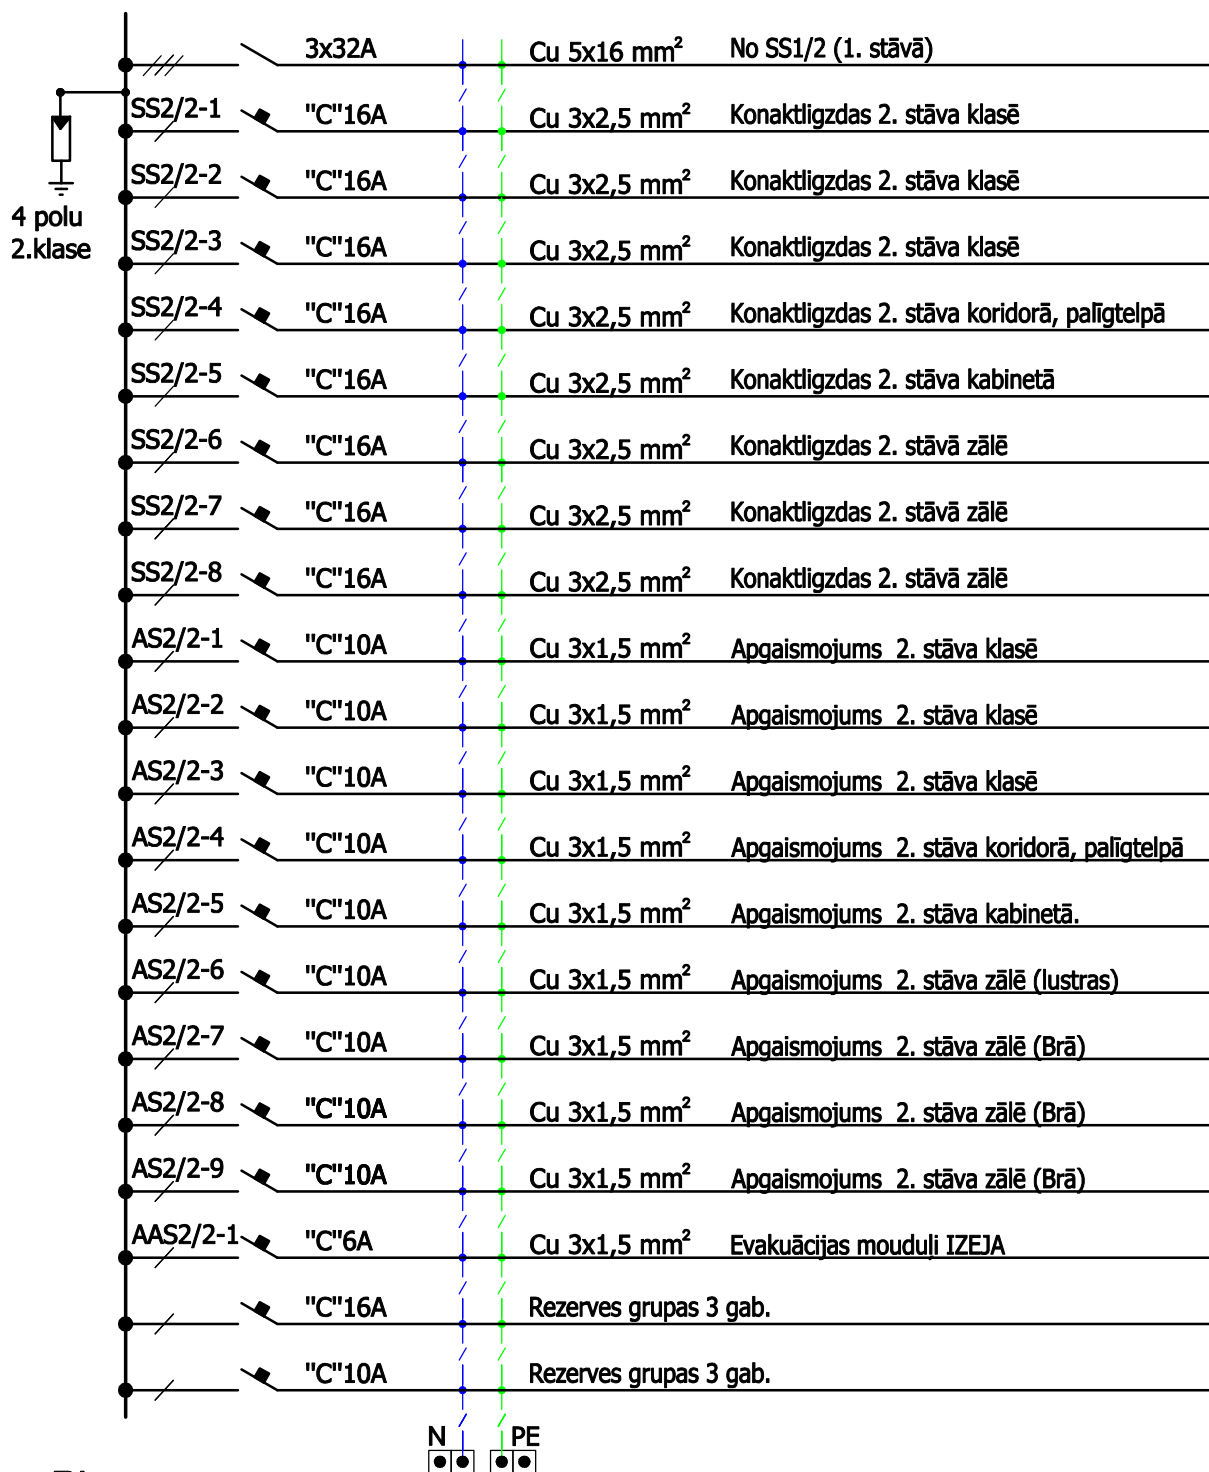 3x32A Cu 5x16 mm² No SS1/2 (1. stāvā)
SS2/2-1 "C"16A Cu 3x2,5 mm² Konaktligzdas 2. stāva klasē
SS2/2-2 "C"16A Cu 3x2,5 mm² Konaktligzdas 2. stāva klasē
4 polu
2.klase
SS2/2-3 "C"16A Cu 3x2,5 mm² Konaktligzdas 2. stāva klasē
SS2/2-4 "C"16A Cu 3x2,5 mm² Konaktligzdas 2. stāva koridorā, palīgtelpā
SS2/2-5 "C"16A Cu 3x2,5 mm² Konaktligzdas 2. stāva kabinetā
SS2/2-6 "C"16A Cu 3x2,5 mm² Konaktligzdas 2. stāvā zālē
SS2/2-7 "C"16A Cu 3x2,5 mm² Konaktligzdas 2. stāvā zālē
SS2/2-8 "C"16A Cu 3x2,5 mm² Konaktligzdas 2. stāvā zālē
AS2/2-1 "C"10A Cu 3x1,5 mm² Apgaismojums 2. stāva klasē
AS2/2-2 "C"10A Cu 3x1,5 mm² Apgaismojums 2. stāva klasē
AS2/2-3 "C"10A Cu 3x1,5 mm² Apgaismojums 2. stāva klasē
AS2/2-4 "C"10A Cu 3x1,5 mm² Apgaismojums 2. stāva koridorā, palīgtelpā
AS2/2-5 "C"10A Cu 3x1,5 mm² Apgaismojums 2. stāva kabinetā.
AS2/2-6 "C"10A Cu 3x1,5 mm² Apgaismojums 2. stāva zālē (lustras)
AS2/2-7 "C"10A Cu 3x1,5 mm² Apgaismojums 2. stāva zālē (Brā)
AS2/2-8 "C"10A Cu 3x1,5 mm² Apgaismojums 2. stāva zālē (Brā)
AS2/2-9 "C"10A Cu 3x1,5 mm² Apgaismojums 2. stāva zālē (Brā)
AAS2/2-1 "C"6A Cu 3x1,5 mm² Evakuācijas mouduļi IZEJA
"C"16A Rezerves grupas 3 gab.
"C"10A Rezerves grupas 3 gab.
N PE